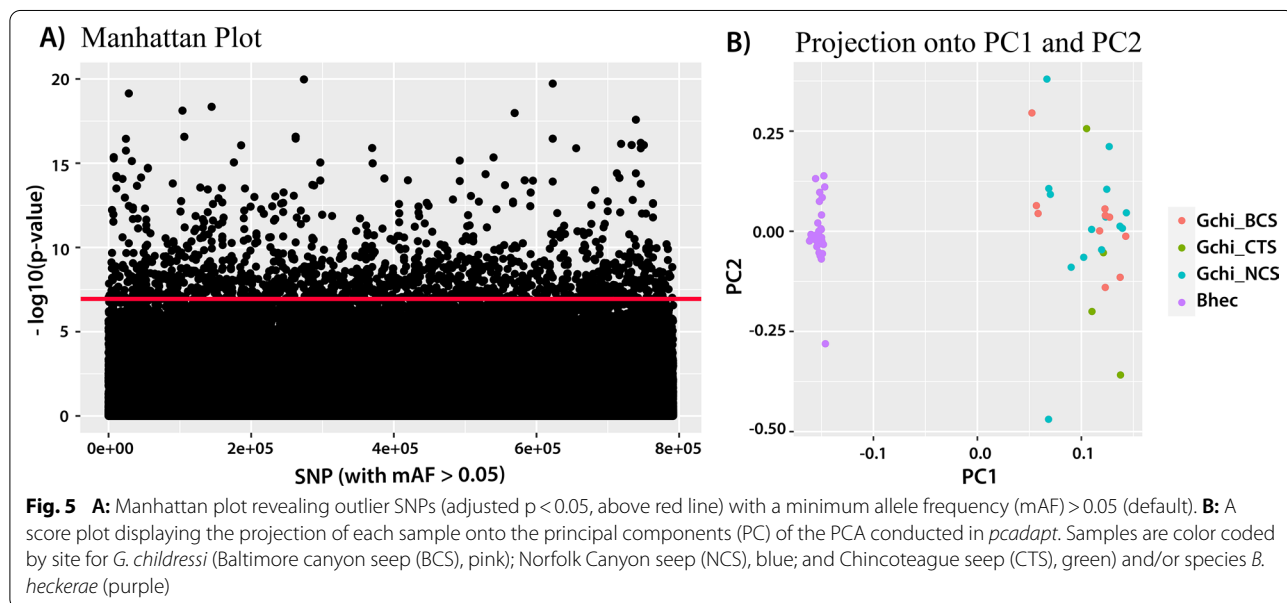 A) Manhattan Plot
20
15
10
5
0
- log10(p-value)
0e+00 2e+05 4e+05 6e+05 8e+05
SNP (with mAF > 0.05)
B) Projection onto PC1 and PC2
0.25
0.00
-0.25
-0.50
PC2
-0.1 0.0 0.1
PC1
Gchi_BCS
Gchi_CTS
Gchi_NCS
Bhec
Fig. 5 A: Manhattan plot revealing outlier SNPs (adjusted p < 0.05, above red line) with a minimum allele frequency (mAF) > 0.05 (default). B: A
score plot displaying the projection of each sample onto the principal components (PC) of the PCA conducted in pcadapt. Samples are color coded
by site for G. childressi (Baltimore canyon seep (BCS), pink); Norfolk Canyon seep (NCS), blue; and Chincoteague seep (CTS), green) and/or species B.
heckerae (purple)